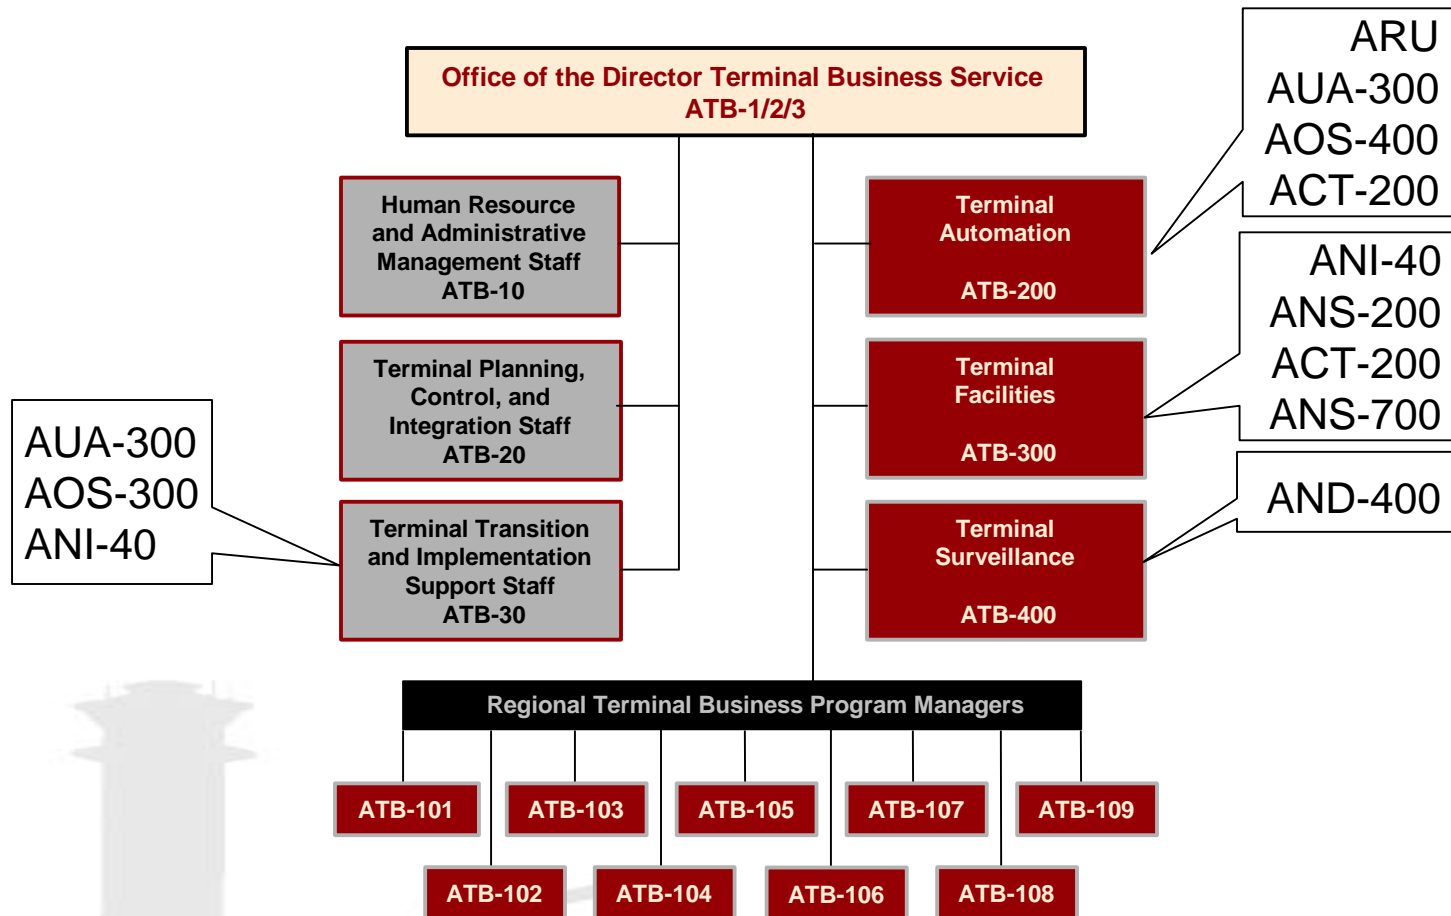 Office of the Director Terminal Business Service
ATB-1/2/3
ARU
AUA-300
AOS-400
ACT-200
Human Resource
and Administrative
Management Staff
ATB-10
Terminal
Automation
ATB-200
ANI-40
ANS-200
ACT-200
ANS-700
Terminal Planning,
Control, and
Integration Staff
ATB-20
Terminal
Facilities
ATB-300
AUA-300
AOS-300
ANI-40
Terminal Transition
and Implementation
Support Staff
ATB-30
Terminal
Surveillance
ATB-400
AND-400
Regional Terminal Business Program Managers
ATB-101
ATB-103
ATB-105
ATB-107
ATB-109
ATB-102
ATB-104
ATB-106
ATB-108